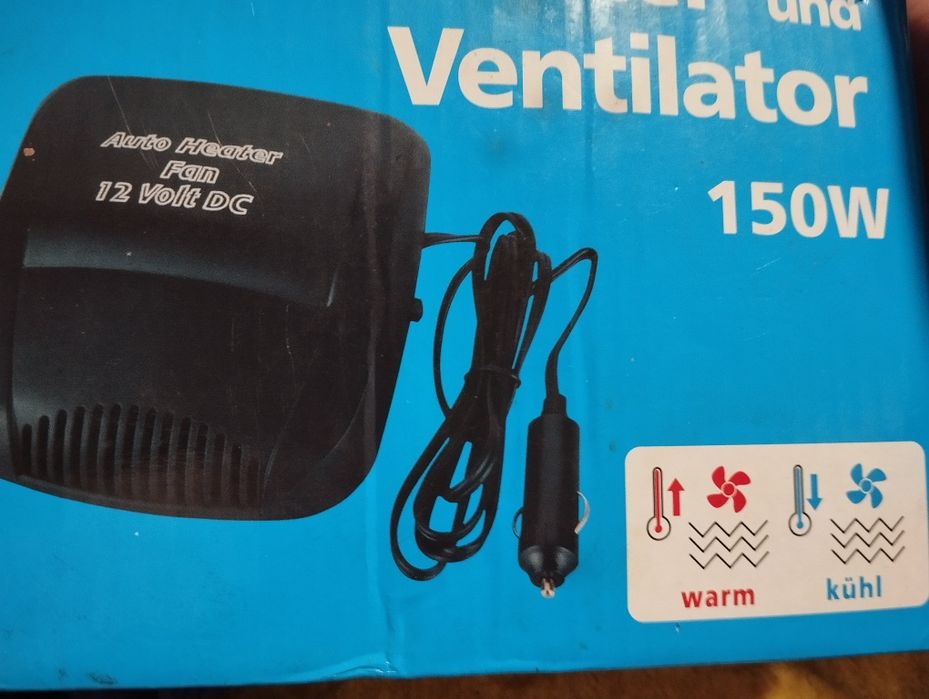 und
Ventilator
150W
Auto Heater
Fan
12 Volt DC
warm
kühl